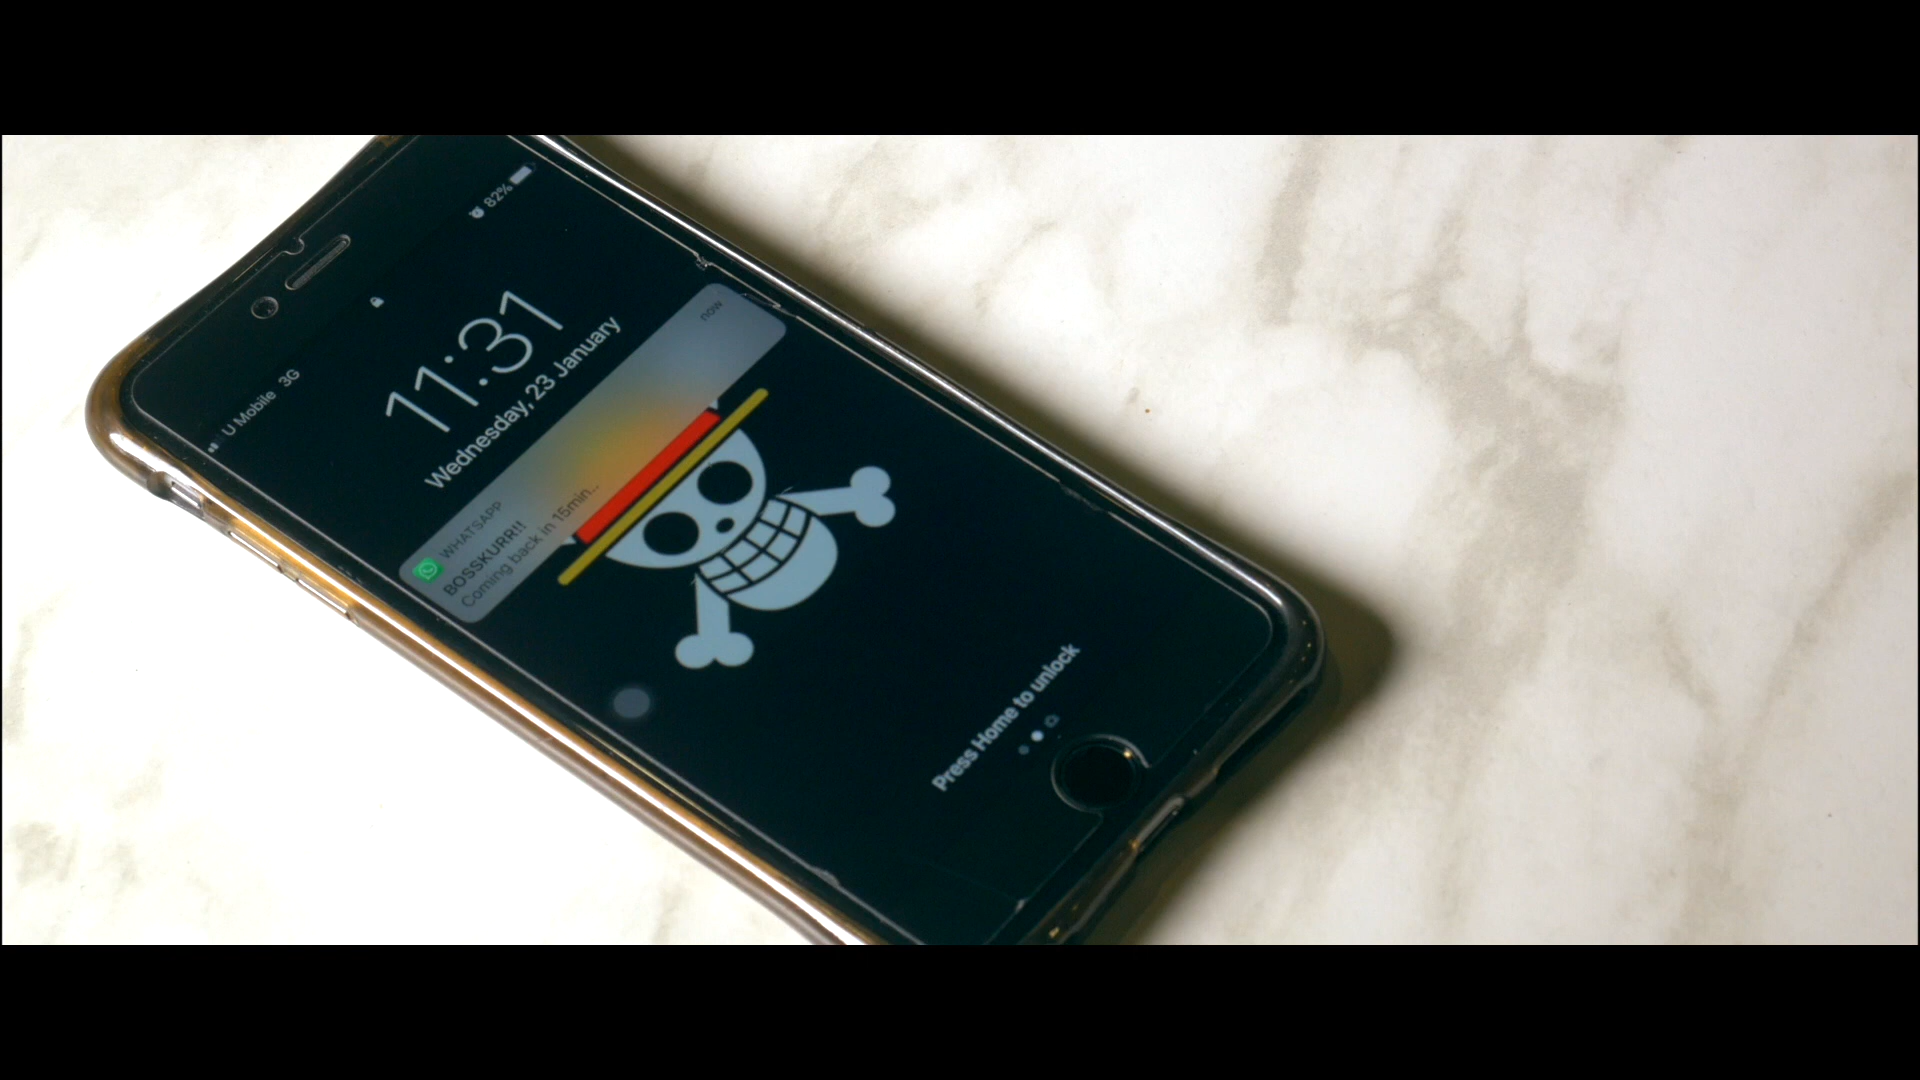 U Mobile 3G 82%
11:31
Wednesday, 23 January
WHATSAPP now
BOSSKURR!!
Coming back in 15min..
Press Home to unlock